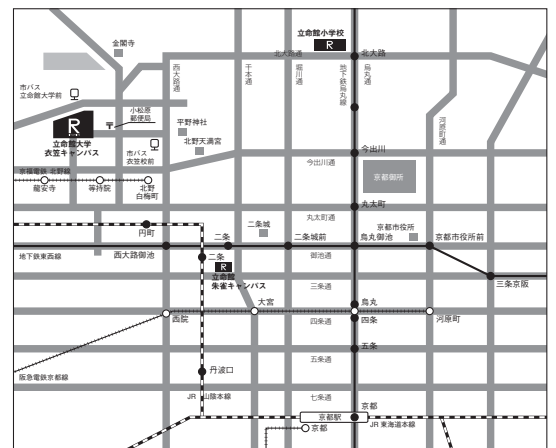 立命館小学校
R
金閣寺
北大路通
北大路
西大路通
千本通
堀川通
地下鉄烏丸線
烏丸通
市バス
立命館大学前
小松原
郵便局
〒
R
立命館大学
衣笠キャンパス
平野神社
河原町通
市バス
衣笠校前
北野天満宮
今出川
今出川通
京福電鉄 北野線
龍安寺
等持院
北野
白梅町
京都御所
丸太町
丸太町通
円町
二条城
京都市役所
二条
二条城前
烏丸御池
京都市役所前
地下鉄東西線
西大路御池
二条
御池通
R
立命館
朱雀キャンパス
三条通
三条京阪
大宮
烏丸
西院
四条通
四条
河原町
五条
五条通
丹波口
阪急電鉄京都線
七条通
JR 山陰本線
京都
京都駅
JR 東海道本線
京都